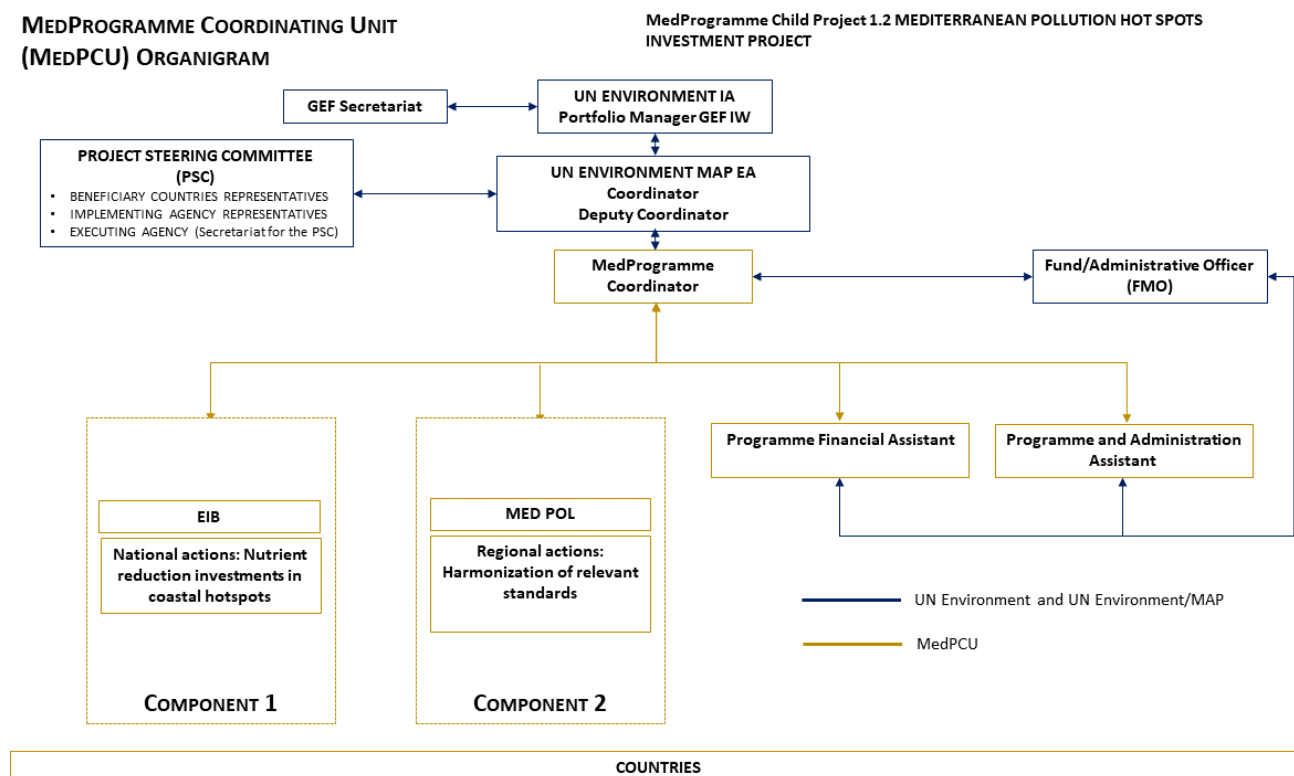 MEDPROGRAMME COORDINATING UNIT
(MEDPCU) ORGANIGRAM
MedProgramme Child Project 1.2 MEDITERRANEAN POLLUTION HOT SPOTS
INVESTMENT PROJECT
GEF Secretariat
UN ENVIRONMENT IA
Portfolio Manager GEF IW
PROJECT STEERING COMMITTEE
(PSC)
• BENEFICIARY COUNTRIES REPRESENTATIVES
• IMPLEMENTING AGENCY REPRESENTATIVES
• EXECUTING AGENCY (Secretariat for the PSC)
UN ENVIRONMENT MAP EA
Coordinator
Deputy Coordinator
MedProgramme
Coordinator
Fund/Administrative Officer
(FMO)
Programme Financial Assistant
Programme and Administration
Assistant
EIB
National actions: Nutrient
reduction investments in
coastal hotspots
COMPONENT 1
MED POL
Regional actions:
Harmonization of relevant
standards
COMPONENT 2
UN Environment and UN Environment/MAP
MedPCU
COUNTRIES